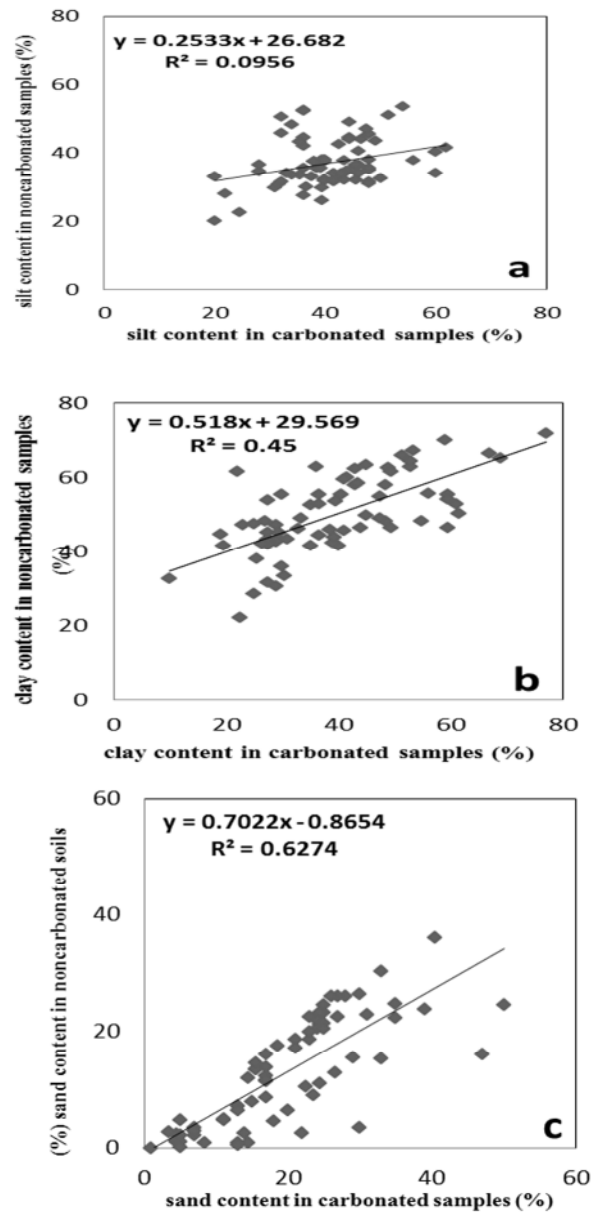 y = 0.2533x + 26.682
R² = 0.0956
silt content in noncarbonated samples (%)
80
60
40
20
0
a
0 20 40 60 80
silt content in carbonated samples (%)
y = 0.518x + 29.569
R² = 0.45
clay content in noncarbonated samples
(%)
80
60
40
20
0
b
0 20 40 60 80
clay content in carbonated samples (%)
y = 0.7022x - 0.8654
R² = 0.6274
(%) sand content in noncarbonated soils
60
40
20
0
c
0 20 40 60
sand content in carbonated samples (%)